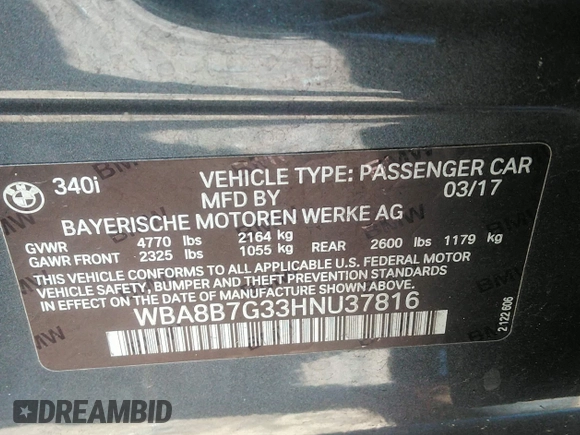 340i
VEHICLE TYPE: PASSENGER CAR
MFD BY 03/17
BAYERISCHE MOTOREN WERKE AG
GVWR 4770 lbs 2164 kg
GAWR FRONT 2325 lbs 1055 kg REAR 2600 lbs 1179 kg
THIS VEHICLE CONFORMS TO ALL APPLICABLE U.S. FEDERAL MOTOR
VEHICLE SAFETY, BUMPER AND THEFT PREVENTION STANDARDS
IN EFFECT ON THE DATE OF MANUFACTURE SHOWN ABOVE.
WBA8B7G33HNU37816
2 122 606
DREAMBID